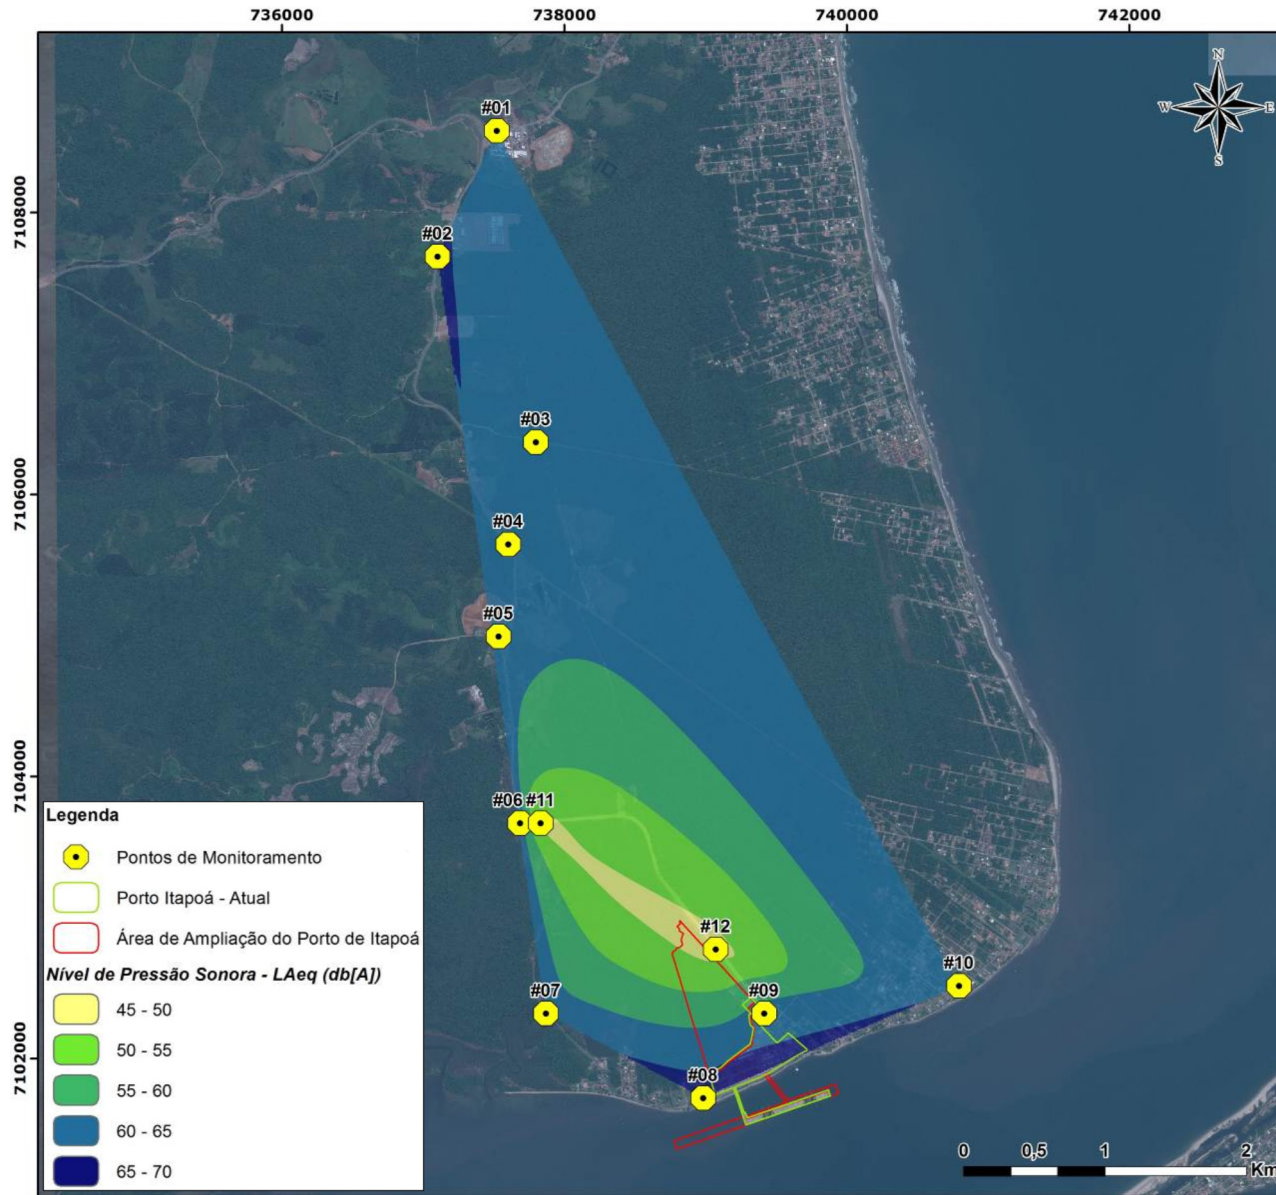 736000 738000 740000 742000
N
W E
S
#01
7108000
#02
#03
7106000
#04
#05
7104000
#06 #11
#12
#10
#07
#09
7102000
#08
Legenda
Pontos de Monitoramento
Porto Itapoá - Atual
Área de Ampliação do Porto de Itapoá
Nível de Pressão Sonora - LAeq (db[A])
45 - 50
50 - 55
55 - 60
60 - 65
65 - 70
0 0,5 1 2
Km